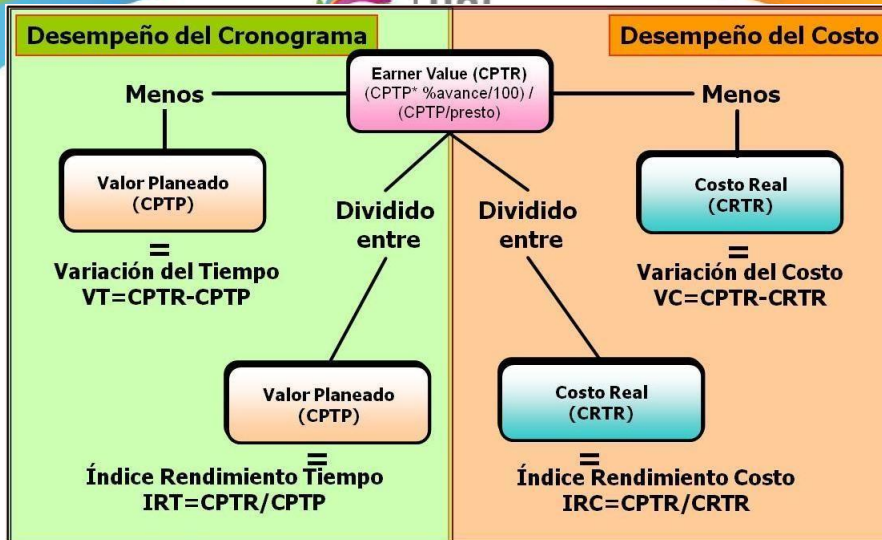 Desempeño del Cronograma
Desempeño del Costo
Earner Value (CPTR)
(CPTP* %avance/100) /
(CPTP/presto)
Menos
Menos
Valor Planeado
(CPTP)
Costo Real
(CRTR)
Dividido
entre
Dividido
entre
=
Variación del Tiempo
VT=CPTR-CPTP
=
Variación del Costo
VC=CPTR-CRTR
Valor Planeado
(CPTP)
Costo Real
(CRTR)
=
Índice Rendimiento Tiempo
IRT=CPTR/CPTP
=
Índice Rendimiento Costo
IRC=CPTR/CRTR